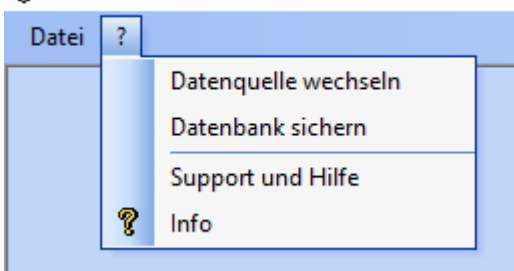 Datei ?
Datenquelle wechseln
Datenbank sichern
Support und Hilfe
Info